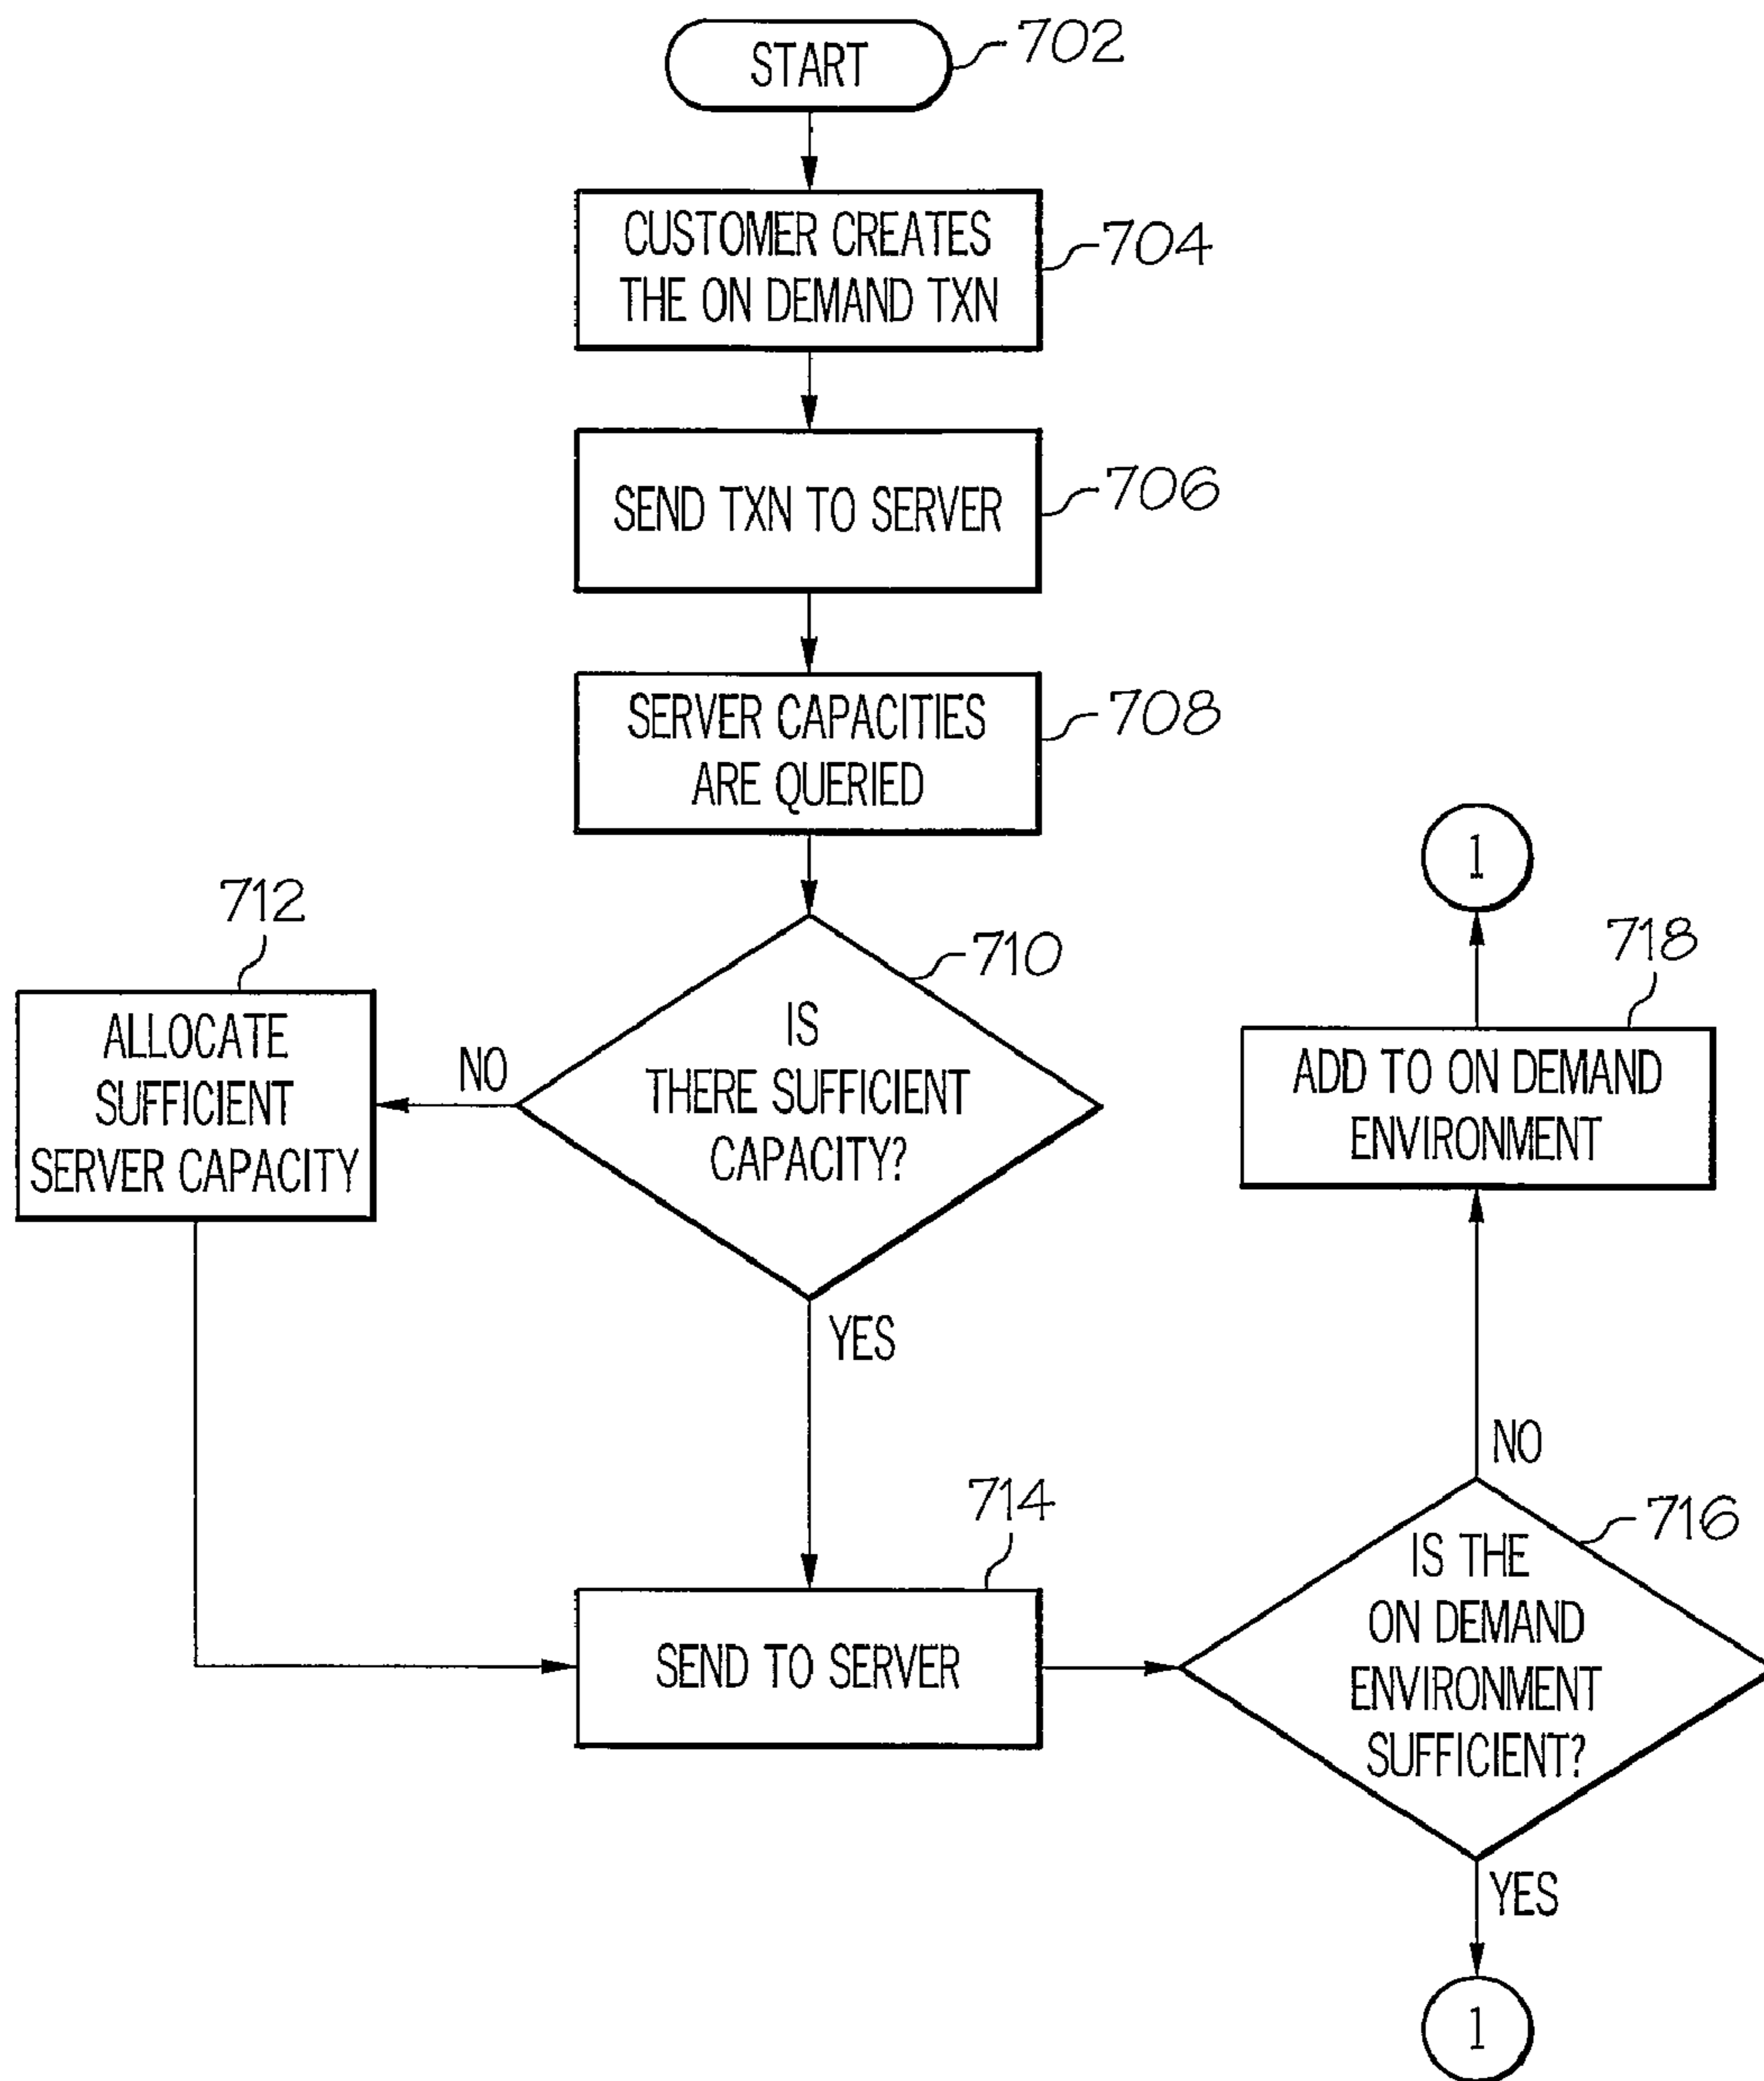 START
702
CUSTOMER CREATES
THE ON DEMAND TXN
704
SEND TXN TO SERVER
706
SERVER CAPACITIES
ARE QUERIED
708
IS
THERE SUFFICIENT
CAPACITY?
710
NO
YES
712
ALLOCATE
SUFFICIENT
SERVER CAPACITY
714
SEND TO SERVER
716
IS THE
ON DEMAND
ENVIRONMENT
SUFFICIENT?
NO
YES
718
ADD TO ON DEMAND
ENVIRONMENT
1
1